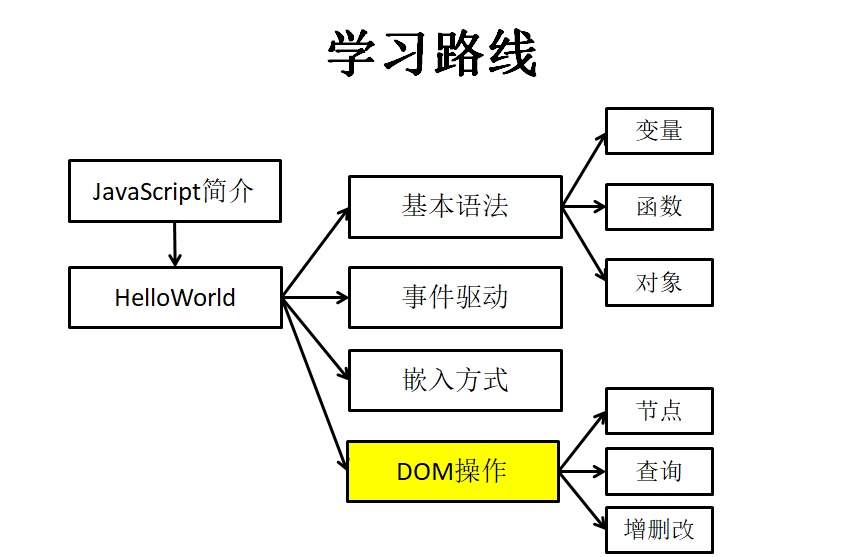 学习路线
JavaScript简介
HelloWorld
基本语法
事件驱动
嵌入方式
DOM操作
变量
函数
对象
节点
查询
增删改